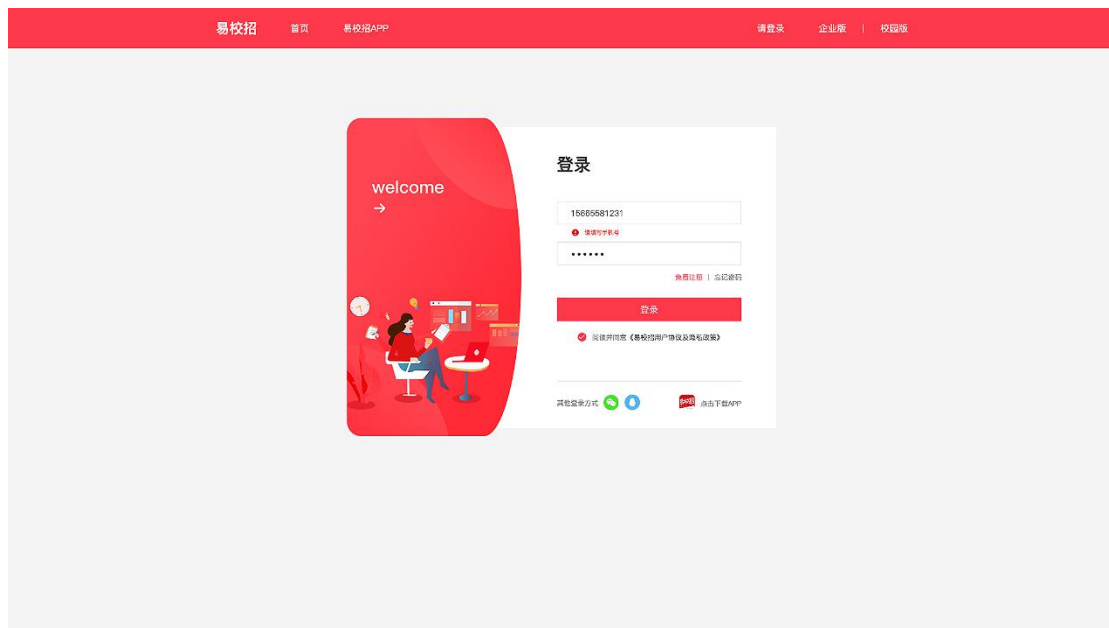 易校招 首页 易校招APP 请登录 企业版 | 校园版
welcome
登录
15665581231
请填写手机号
••••••
免费注册 | 忘记密码
登录
阅读并同意《易校招用户协议及隐私政策》
其他登录方式
点击下载APP